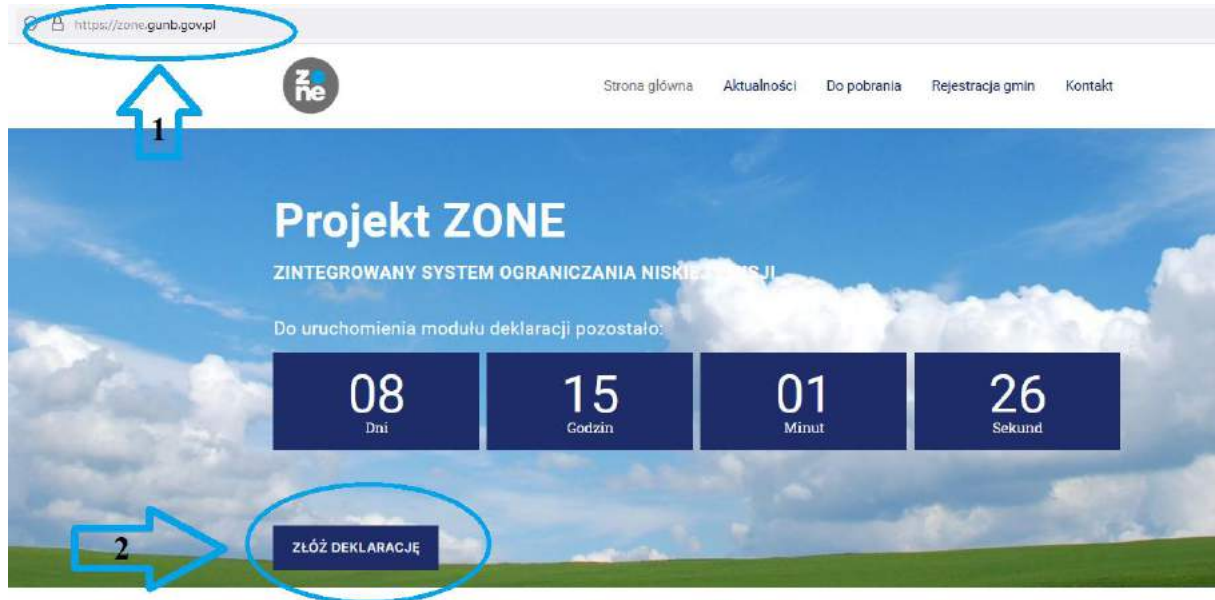 https://zone.gunb.gov.pl
1
zone
Strona główna Aktualności Do pobrania Rejestracja gmin Kontakt
Projekt ZONE
ZINTEGROWANY SYSTEM OGRANICZANIA NISKIEJ EMISJI
Do uruchomienia modułu deklaracji pozostało:
08 15 01 26
Dni Godzin Minut Sekund
2
ZŁÓŻ DEKLARACJĘ